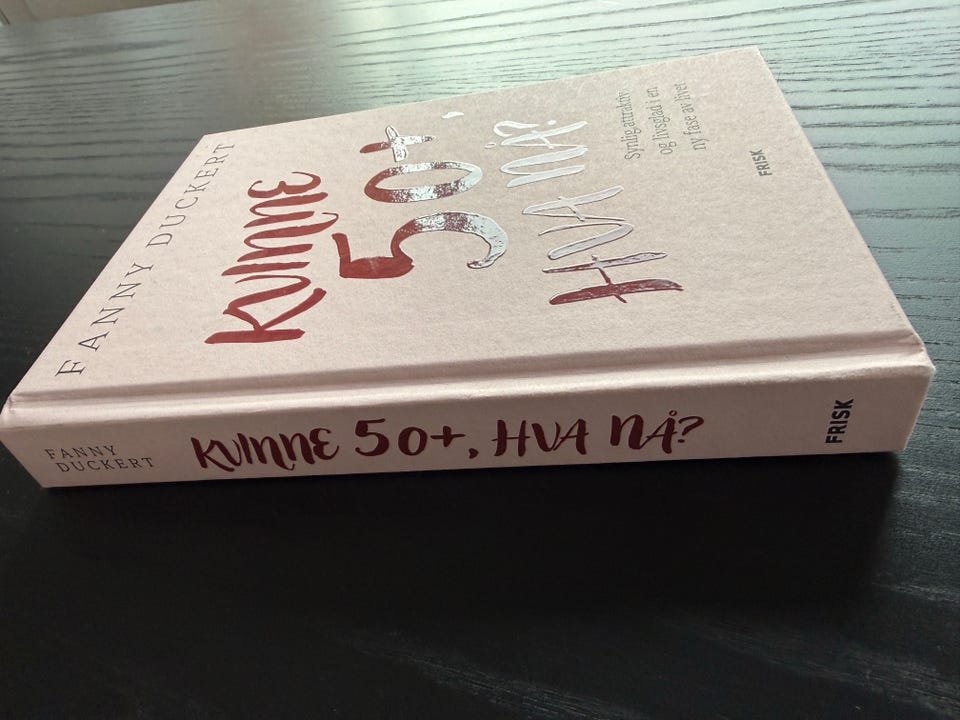 FANNY DUCKERT
KVINNE
50+,
HVA NÅ?
Synlig, attraktiv
og livsglad i en
ny fase av livet
FRISK
FANNY
DUCKERT
KVINNE 50+, HVA NÅ?
FRISK